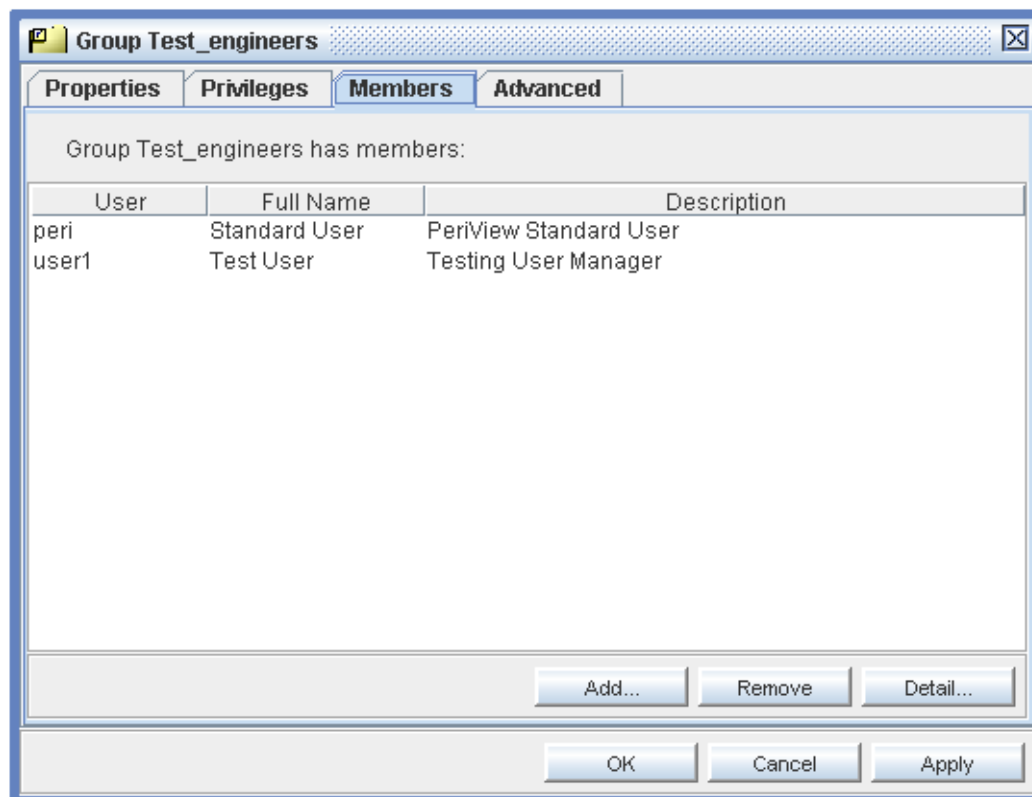 Group Test_engineers
Properties Privileges Members Advanced
Group Test_engineers has members:
User Full Name Description
peri Standard User PeriView Standard User
user1 Test User Testing User Manager
Add... Remove Detail...
OK Cancel Apply